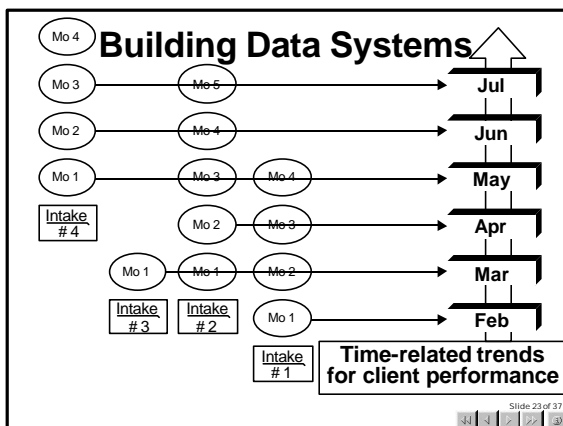 Mo 4
Building Data Systems
Mo 3 Mo 5 Jul
Mo 2 Mo 4 Jun
Mo 1 Mo 3 Mo 4 May
Intake
# 4
Mo 2 Mo 3 Apr
Mo 1 Mo 1 Mo 2 Mar
Intake
# 3
Intake
# 2
Mo 1 Feb
Intake
# 1
Time-related trends
for client performance
Slide 23 of 37